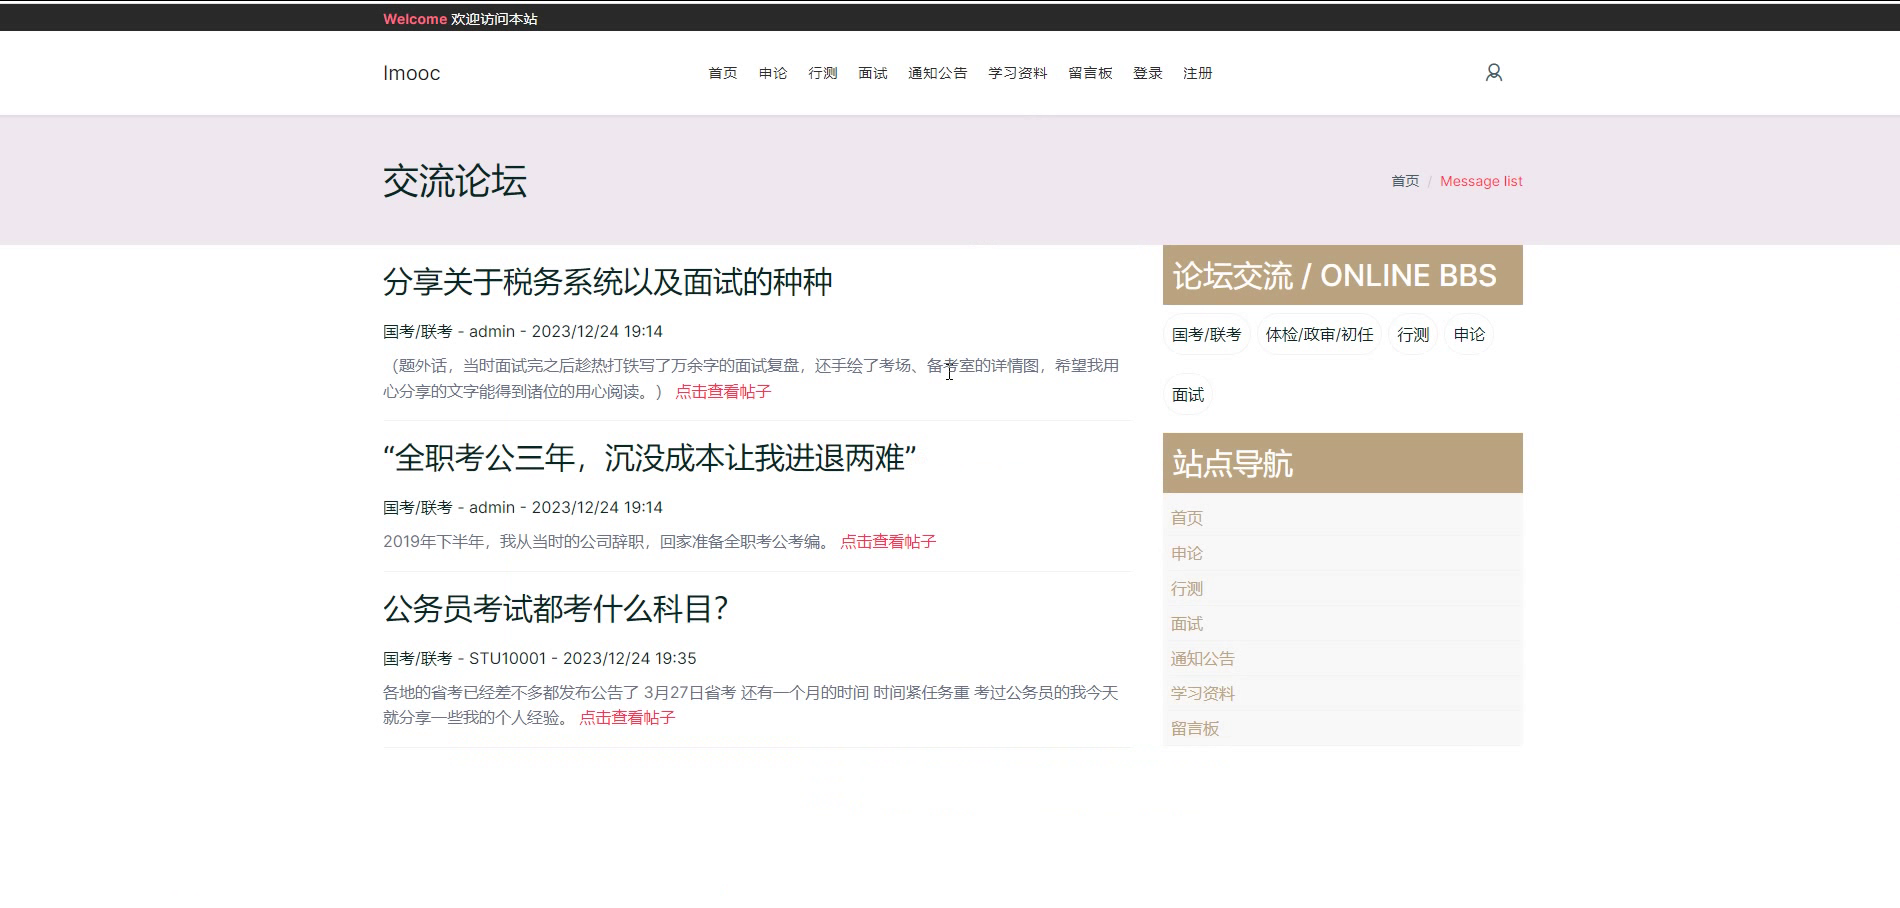 Welcome 欢迎访问本站
Imooc
首页 申论 行测 面试 通知公告 学习资料 留言板 登录 注册
交流论坛
首页 / Message list
分享关于税务系统以及面试的种种
国考/联考 - admin - 2023/12/24 19:14
（题外话，当时面试完之后趁热打铁写了万余字的面试复盘，还手绘了考场、备考室的详情图，希望我用
心分享的文字能得到诸位的用心阅读。） 点击查看帖子
“全职考公三年，沉没成本让我进退两难”
国考/联考 - admin - 2023/12/24 19:14
2019年下半年，我从当时的公司辞职，回家准备全职考公考编。 点击查看帖子
公务员考试都考什么科目？
国考/联考 - STU10001 - 2023/12/24 19:35
各地的省考已经差不多都发布公告了 3月27日省考 还有一个月的时间 时间紧任务重 考过公务员的我今天
就分享一些我的个人经验。 点击查看帖子
论坛交流 / ONLINE BBS
国考/联考 体检/政审/初任 行测 申论
面试
站点导航
首页
申论
行测
面试
通知公告
学习资料
留言板